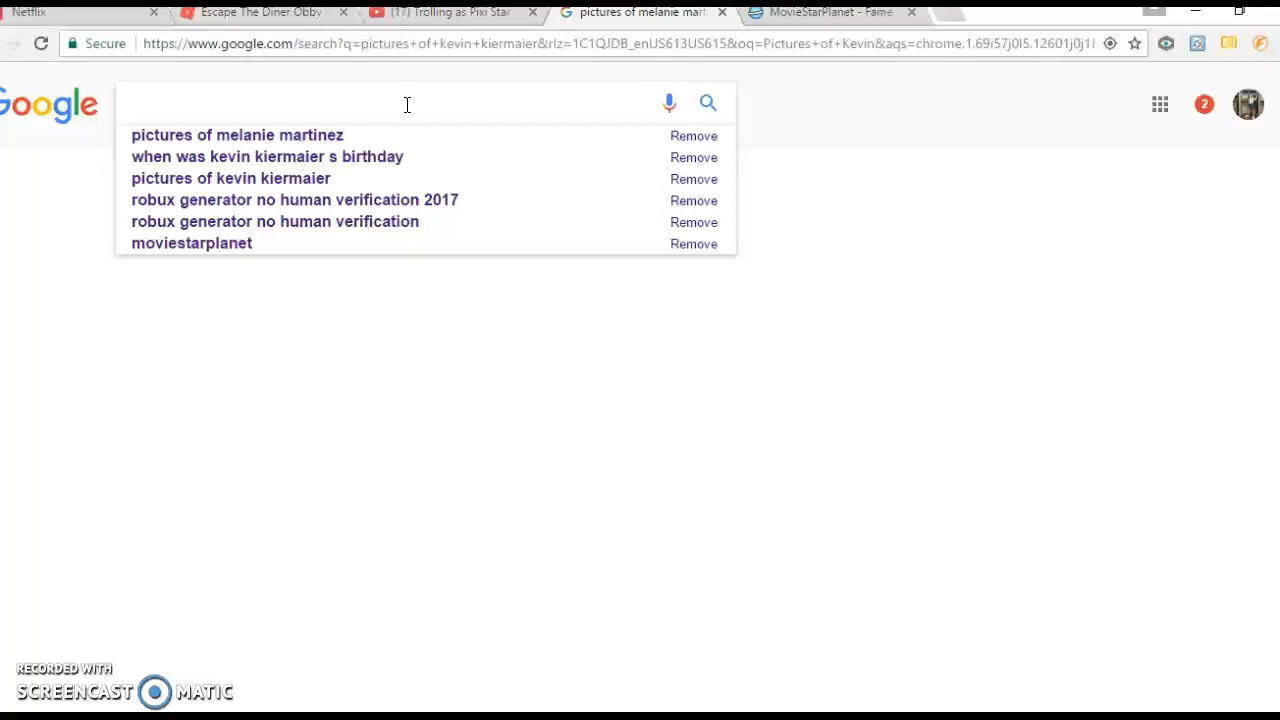 Netflix
Escape The Diner Obby
(17) Trolling as Pixi Star
pictures of melanie mart
MovieStarPlanet - Fame
Secure
https://www.google.com/search?q=pictures+of+kevin+kiermaier&rlz=1C1QJDB_enUS613US615&oq=Pictures+of+Kevin&aqs=chrome.1.69i57j0l5.12601j0j1
Google
2
pictures of melanie martinez Remove
when was kevin kiermaier s birthday Remove
pictures of kevin kiermaier Remove
robux generator no human verification 2017 Remove
robux generator no human verification Remove
moviestarplanet Remove
RECORDED WITH
SCREENCAST MATIC